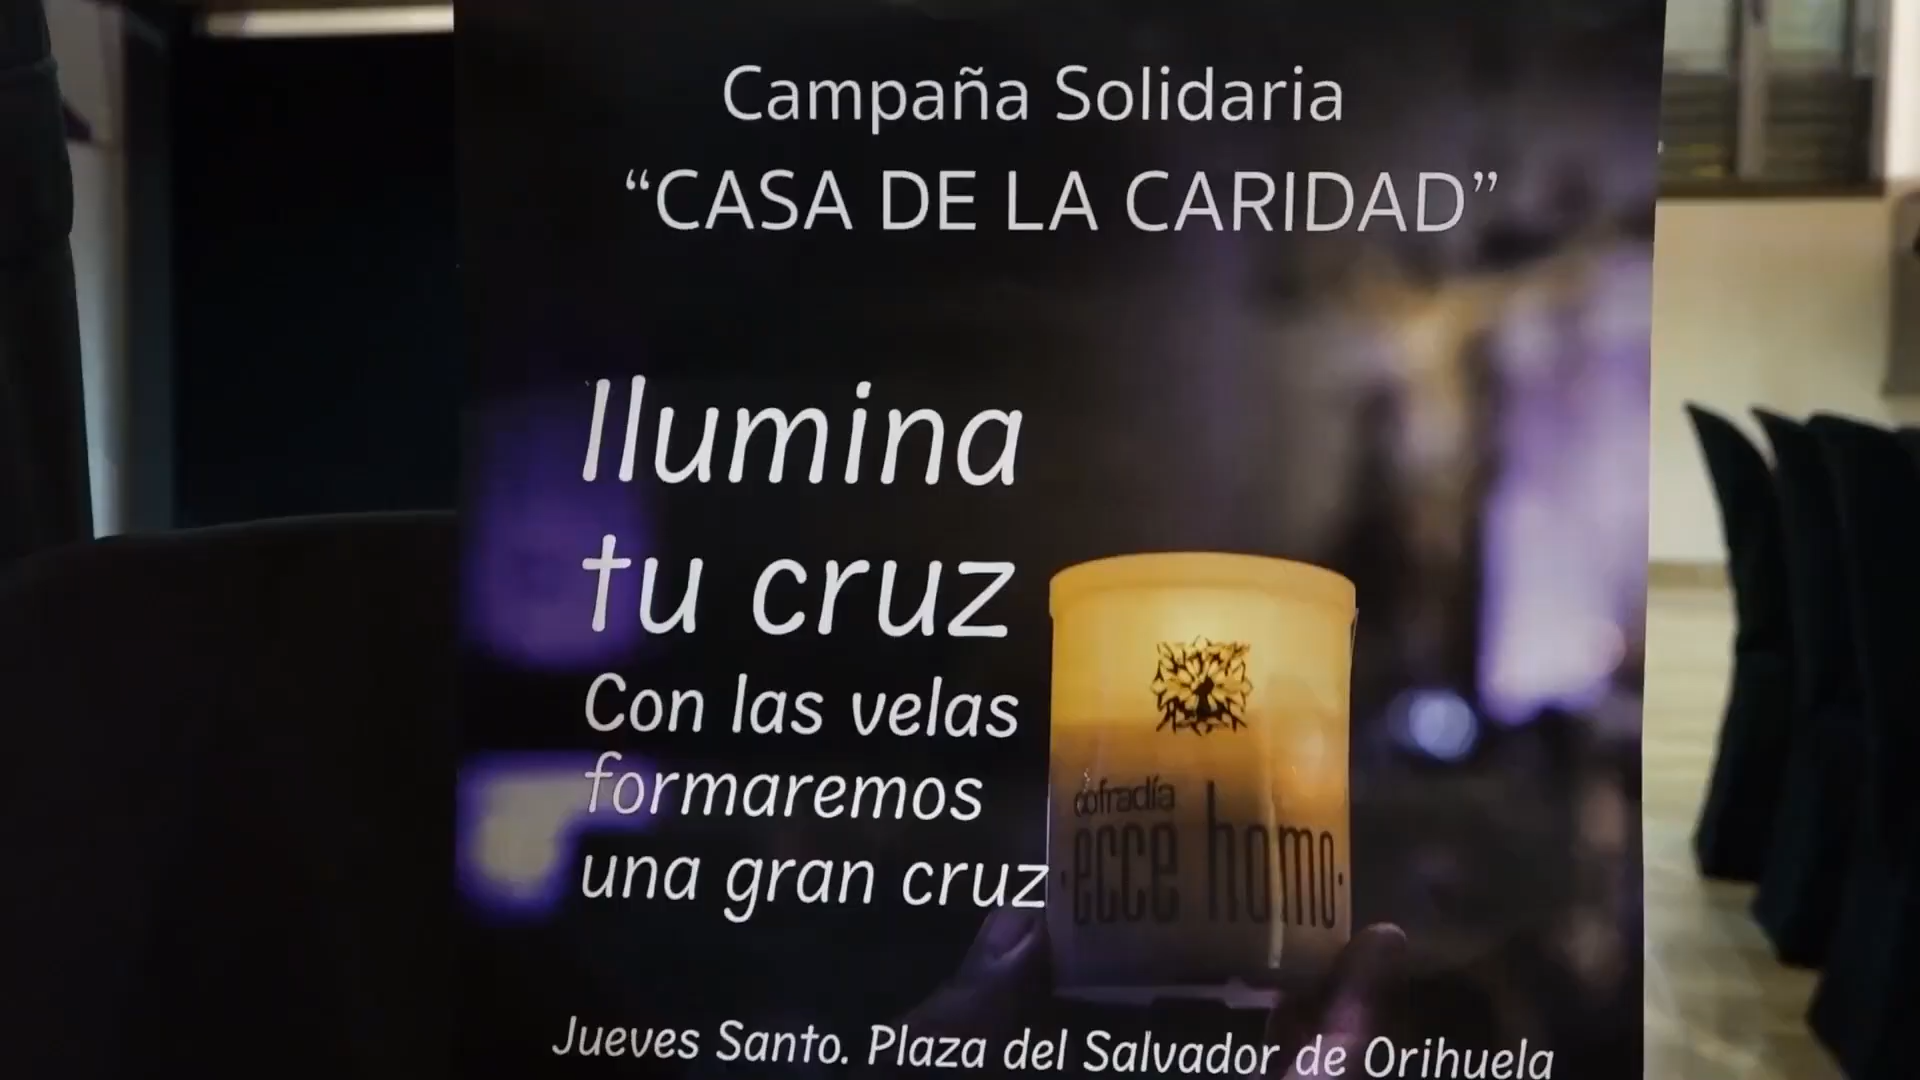 Campaña Solidaria
“CASA DE LA CARIDAD”
Ilumina
tu cruz
Con las velas
formaremos
una gran cruz
cofradía
·ecce homo·
Jueves Santo. Plaza del Salvador de Orihuela